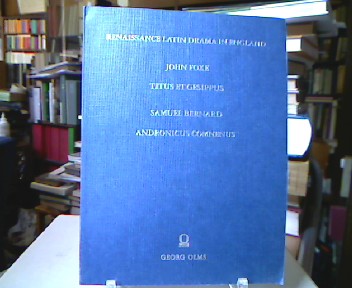 RENAISSANCE LATIN DRAMA IN ENGLAND
JOHN FOXE
TITUS ET GESIPPUS
SAMUEL BERNARD
ANDRONICUS COMNENUS
GEORG OLMS